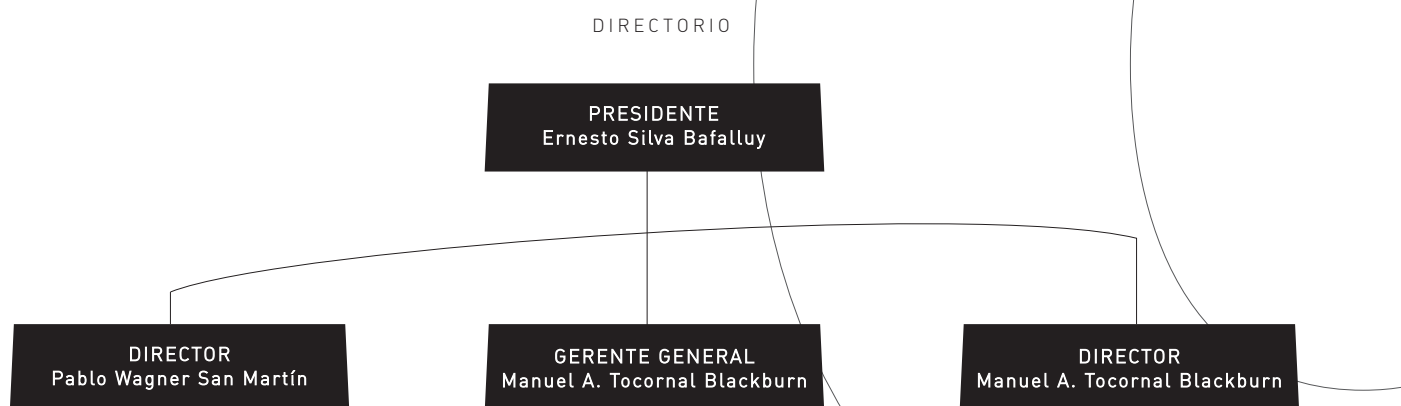 DIRECTORIO
PRESIDENTE
Ernesto Silva Bafalluy
DIRECTOR
Pablo Wagner San Martín
GERENTE GENERAL
Manuel A. Tocornal Blackburn
DIRECTOR
Manuel A. Tocornal Blackburn